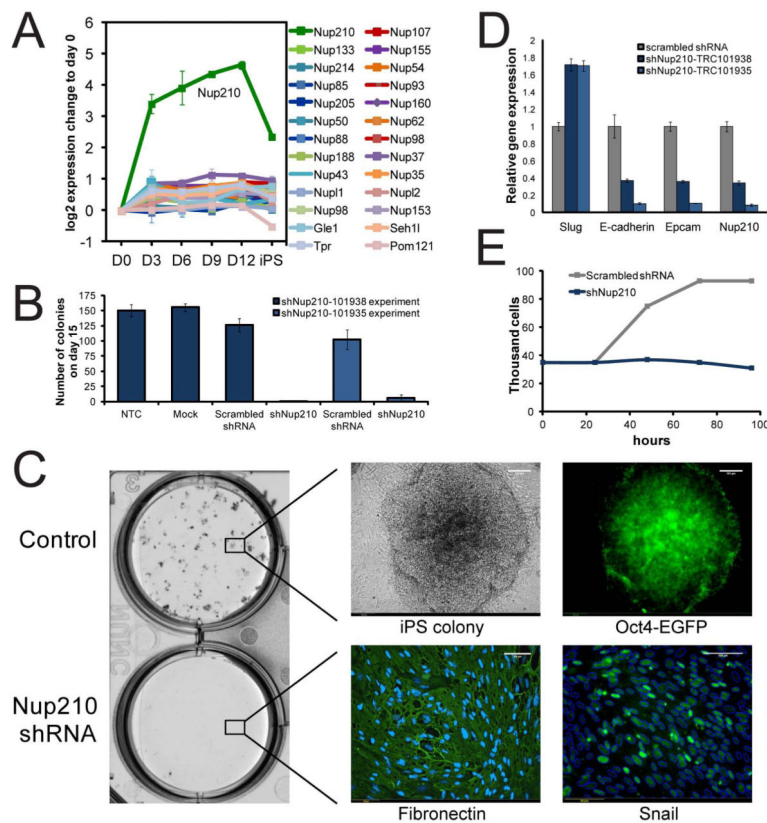 A
log2 expression change to day 0
6
5
4
3
2
1
0
-1
Nup210
D0 D3 D6 D9 D12 iPS
Nup210 Nup107
Nup133 Nup155
Nup214 Nup54
Nup85 Nup93
Nup205 Nup160
Nup50 Nup62
Nup88 Nup98
Nup188 Nup37
Nup43 Nup35
Nupl1 Nupl2
Nup98 Nup153
Gle1 Seh1l
Tpr Pom121
D
Relative gene expression
2
1.8
1.6
1.4
1.2
1
0.8
0.6
0.4
0.2
0
scrambled shRNA
shNup210-TRC101938
shNup210-TRC101935
Slug E-cadherin Epcam Nup210
B
Number of colonies
on day 15
175
150
125
100
75
50
25
0
shNup210-101938 experiment
shNup210-101935 experiment
NTC Mock Scrambled shNup210 Scrambled shNup210
shRNA shRNA
E
Thousand cells
100
80
60
40
20
0
Scrambled shRNA
shNup210
0 20 40 60 80 100
hours
C
Control
iPS colony Oct4-EGFP
Nup210
shRNA
Fibronectin Snail